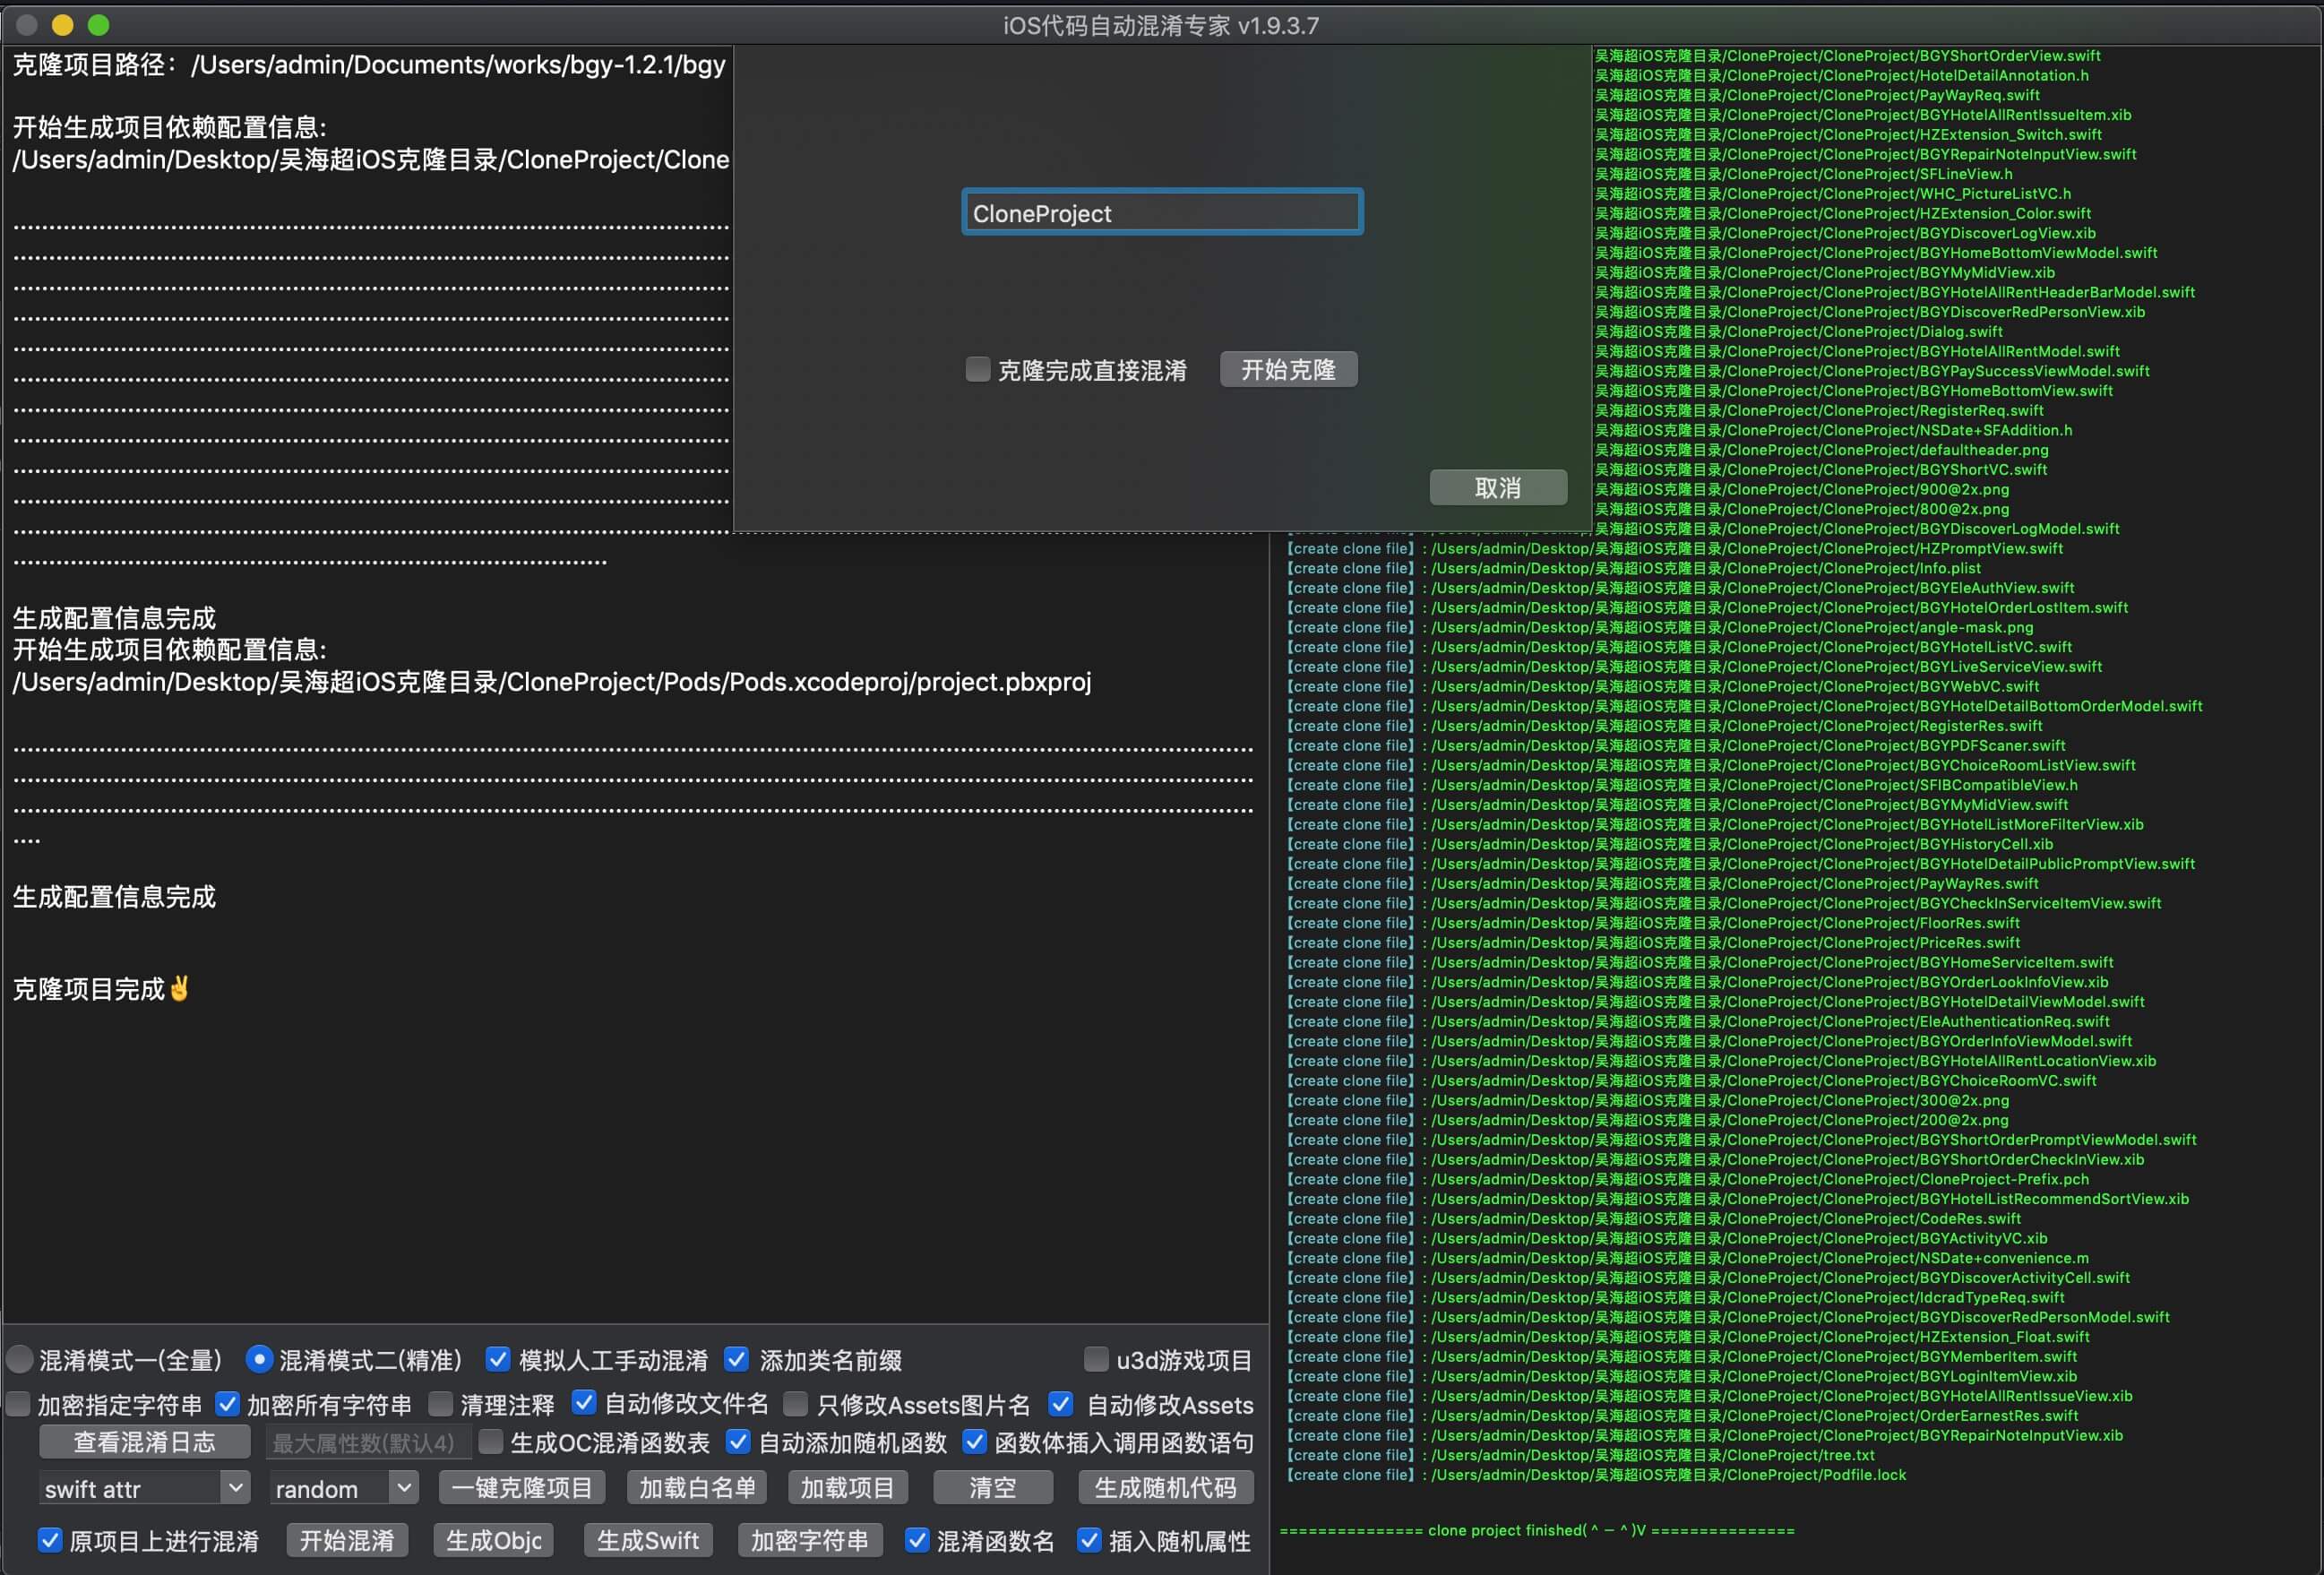 iOS代码自动混淆专家 v1.9.3.7
克隆项目路径：/Users/admin/Documents/works/bgy-1.2.1/bgy
开始生成项目依赖配置信息:
/Users/admin/Desktop/吴海超iOS克隆目录/CloneProject/Clone
生成配置信息完成
开始生成项目依赖配置信息:
/Users/admin/Desktop/吴海超iOS克隆目录/CloneProject/Pods/Pods.xcodeproj/project.pbxproj
生成配置信息完成
克隆项目完成✌️
CloneProject
克隆完成直接混淆
开始克隆
取消
吴海超iOS克隆目录/CloneProject/CloneProject/BGYShortOrderView.swift
吴海超iOS克隆目录/CloneProject/CloneProject/HotelDetailAnnotation.h
吴海超iOS克隆目录/CloneProject/CloneProject/PayWayReq.swift
吴海超iOS克隆目录/CloneProject/CloneProject/BGYHotelAllRentIssueItem.xib
吴海超iOS克隆目录/CloneProject/CloneProject/HZExtension_Switch.swift
吴海超iOS克隆目录/CloneProject/CloneProject/BGYRepairNoteInputView.swift
吴海超iOS克隆目录/CloneProject/CloneProject/SFLineView.h
吴海超iOS克隆目录/CloneProject/CloneProject/WHC_PictureListVC.h
吴海超iOS克隆目录/CloneProject/CloneProject/HZExtension_Color.swift
吴海超iOS克隆目录/CloneProject/CloneProject/BGYDiscoverLogView.xib
吴海超iOS克隆目录/CloneProject/CloneProject/BGYHomeBottomViewModel.swift
吴海超iOS克隆目录/CloneProject/CloneProject/BGYMyMidView.xib
吴海超iOS克隆目录/CloneProject/CloneProject/BGYHotelAllRentHeaderBarModel.swift
吴海超iOS克隆目录/CloneProject/CloneProject/BGYDiscoverRedPersonView.xib
吴海超iOS克隆目录/CloneProject/CloneProject/Dialog.swift
吴海超iOS克隆目录/CloneProject/CloneProject/BGYHotelAllRentModel.swift
吴海超iOS克隆目录/CloneProject/CloneProject/BGYPaySuccessViewModel.swift
吴海超iOS克隆目录/CloneProject/CloneProject/BGYHomeBottomView.swift
吴海超iOS克隆目录/CloneProject/CloneProject/RegisterReq.swift
吴海超iOS克隆目录/CloneProject/CloneProject/NSDate+SFAddition.h
吴海超iOS克隆目录/CloneProject/CloneProject/defaultheader.png
吴海超iOS克隆目录/CloneProject/CloneProject/BGYShortVC.swift
吴海超iOS克隆目录/CloneProject/CloneProject/900@2x.png
吴海超iOS克隆目录/CloneProject/CloneProject/800@2x.png
吴海超iOS克隆目录/CloneProject/CloneProject/BGYDiscoverLogModel.swift
【create clone file】: /Users/admin/Desktop/吴海超iOS克隆目录/CloneProject/CloneProject/HZPromptView.swift
【create clone file】: /Users/admin/Desktop/吴海超iOS克隆目录/CloneProject/CloneProject/Info.plist
【create clone file】: /Users/admin/Desktop/吴海超iOS克隆目录/CloneProject/CloneProject/BGYEleAuthView.swift
【create clone file】: /Users/admin/Desktop/吴海超iOS克隆目录/CloneProject/CloneProject/BGYHotelOrderLostItem.swift
【create clone file】: /Users/admin/Desktop/吴海超iOS克隆目录/CloneProject/CloneProject/angle-mask.png
【create clone file】: /Users/admin/Desktop/吴海超iOS克隆目录/CloneProject/CloneProject/BGYHotelListVC.swift
【create clone file】: /Users/admin/Desktop/吴海超iOS克隆目录/CloneProject/CloneProject/BGYLiveServiceView.swift
【create clone file】: /Users/admin/Desktop/吴海超iOS克隆目录/CloneProject/CloneProject/BGYWebVC.swift
【create clone file】: /Users/admin/Desktop/吴海超iOS克隆目录/CloneProject/CloneProject/BGYHotelDetailBottomOrderModel.swift
【create clone file】: /Users/admin/Desktop/吴海超iOS克隆目录/CloneProject/CloneProject/RegisterRes.swift
【create clone file】: /Users/admin/Desktop/吴海超iOS克隆目录/CloneProject/CloneProject/BGYPDFScaner.swift
【create clone file】: /Users/admin/Desktop/吴海超iOS克隆目录/CloneProject/CloneProject/BGYChoiceRoomListView.swift
【create clone file】: /Users/admin/Desktop/吴海超iOS克隆目录/CloneProject/CloneProject/SFIBCompatibleView.h
【create clone file】: /Users/admin/Desktop/吴海超iOS克隆目录/CloneProject/CloneProject/BGYMyMidView.swift
【create clone file】: /Users/admin/Desktop/吴海超iOS克隆目录/CloneProject/CloneProject/BGYHotelListMoreFilterView.xib
【create clone file】: /Users/admin/Desktop/吴海超iOS克隆目录/CloneProject/CloneProject/BGYHistoryCell.xib
【create clone file】: /Users/admin/Desktop/吴海超iOS克隆目录/CloneProject/CloneProject/BGYHotelDetailPublicPromptView.swift
【create clone file】: /Users/admin/Desktop/吴海超iOS克隆目录/CloneProject/CloneProject/PayWayRes.swift
【create clone file】: /Users/admin/Desktop/吴海超iOS克隆目录/CloneProject/CloneProject/BGYCheckInServiceItemView.swift
【create clone file】: /Users/admin/Desktop/吴海超iOS克隆目录/CloneProject/CloneProject/FloorRes.swift
【create clone file】: /Users/admin/Desktop/吴海超iOS克隆目录/CloneProject/CloneProject/PriceRes.swift
【create clone file】: /Users/admin/Desktop/吴海超iOS克隆目录/CloneProject/CloneProject/BGYHomeServiceItem.swift
【create clone file】: /Users/admin/Desktop/吴海超iOS克隆目录/CloneProject/CloneProject/BGYOrderLookInfoView.xib
【create clone file】: /Users/admin/Desktop/吴海超iOS克隆目录/CloneProject/CloneProject/BGYHotelDetailViewModel.swift
【create clone file】: /Users/admin/Desktop/吴海超iOS克隆目录/CloneProject/CloneProject/EleAuthenticationReq.swift
【create clone file】: /Users/admin/Desktop/吴海超iOS克隆目录/CloneProject/CloneProject/BGYOrderInfoViewModel.swift
【create clone file】: /Users/admin/Desktop/吴海超iOS克隆目录/CloneProject/CloneProject/BGYHotelAllRentLocationView.xib
【create clone file】: /Users/admin/Desktop/吴海超iOS克隆目录/CloneProject/CloneProject/BGYChoiceRoomVC.swift
【create clone file】: /Users/admin/Desktop/吴海超iOS克隆目录/CloneProject/CloneProject/300@2x.png
【create clone file】: /Users/admin/Desktop/吴海超iOS克隆目录/CloneProject/CloneProject/200@2x.png
【create clone file】: /Users/admin/Desktop/吴海超iOS克隆目录/CloneProject/CloneProject/BGYShortOrderPromptViewModel.swift
【create clone file】: /Users/admin/Desktop/吴海超iOS克隆目录/CloneProject/CloneProject/BGYShortOrderCheckInView.xib
【create clone file】: /Users/admin/Desktop/吴海超iOS克隆目录/CloneProject/CloneProject/CloneProject-Prefix.pch
【create clone file】: /Users/admin/Desktop/吴海超iOS克隆目录/CloneProject/CloneProject/BGYHotelListRecommendSortView.xib
【create clone file】: /Users/admin/Desktop/吴海超iOS克隆目录/CloneProject/CloneProject/CodeRes.swift
【create clone file】: /Users/admin/Desktop/吴海超iOS克隆目录/CloneProject/CloneProject/BGYActivityVC.xib
【create clone file】: /Users/admin/Desktop/吴海超iOS克隆目录/CloneProject/CloneProject/NSDate+convenience.m
【create clone file】: /Users/admin/Desktop/吴海超iOS克隆目录/CloneProject/CloneProject/BGYDiscoverActivityCell.swift
【create clone file】: /Users/admin/Desktop/吴海超iOS克隆目录/CloneProject/CloneProject/IdcradTypeReq.swift
【create clone file】: /Users/admin/Desktop/吴海超iOS克隆目录/CloneProject/CloneProject/BGYDiscoverRedPersonModel.swift
【create clone file】: /Users/admin/Desktop/吴海超iOS克隆目录/CloneProject/CloneProject/HZExtension_Float.swift
【create clone file】: /Users/admin/Desktop/吴海超iOS克隆目录/CloneProject/CloneProject/BGYMemberItem.swift
【create clone file】: /Users/admin/Desktop/吴海超iOS克隆目录/CloneProject/CloneProject/BGYLoginItemView.xib
【create clone file】: /Users/admin/Desktop/吴海超iOS克隆目录/CloneProject/CloneProject/BGYHotelAllRentIssueView.xib
【create clone file】: /Users/admin/Desktop/吴海超iOS克隆目录/CloneProject/CloneProject/OrderEarnestRes.swift
【create clone file】: /Users/admin/Desktop/吴海超iOS克隆目录/CloneProject/CloneProject/BGYRepairNoteInputView.xib
【create clone file】: /Users/admin/Desktop/吴海超iOS克隆目录/CloneProject/tree.txt
【create clone file】: /Users/admin/Desktop/吴海超iOS克隆目录/CloneProject/Podfile.lock
=============== clone project finished( ^ — ^ )V ===============
混淆模式一(全量) 混淆模式二(精准) 模拟人工手动混淆 添加类名前缀 u3d游戏项目
加密指定字符串 加密所有字符串 清理注释 自动修改文件名 只修改Assets图片名 自动修改Assets
查看混淆日志 最大属性数(默认4) 生成OC混淆函数表 自动添加随机函数 函数体插入调用函数语句
swift attr random 一键克隆项目 加载白名单 加载项目 清空 生成随机代码
原项目上进行混淆 开始混淆 生成Objc 生成Swift 加密字符串 混淆函数名 插入随机属性